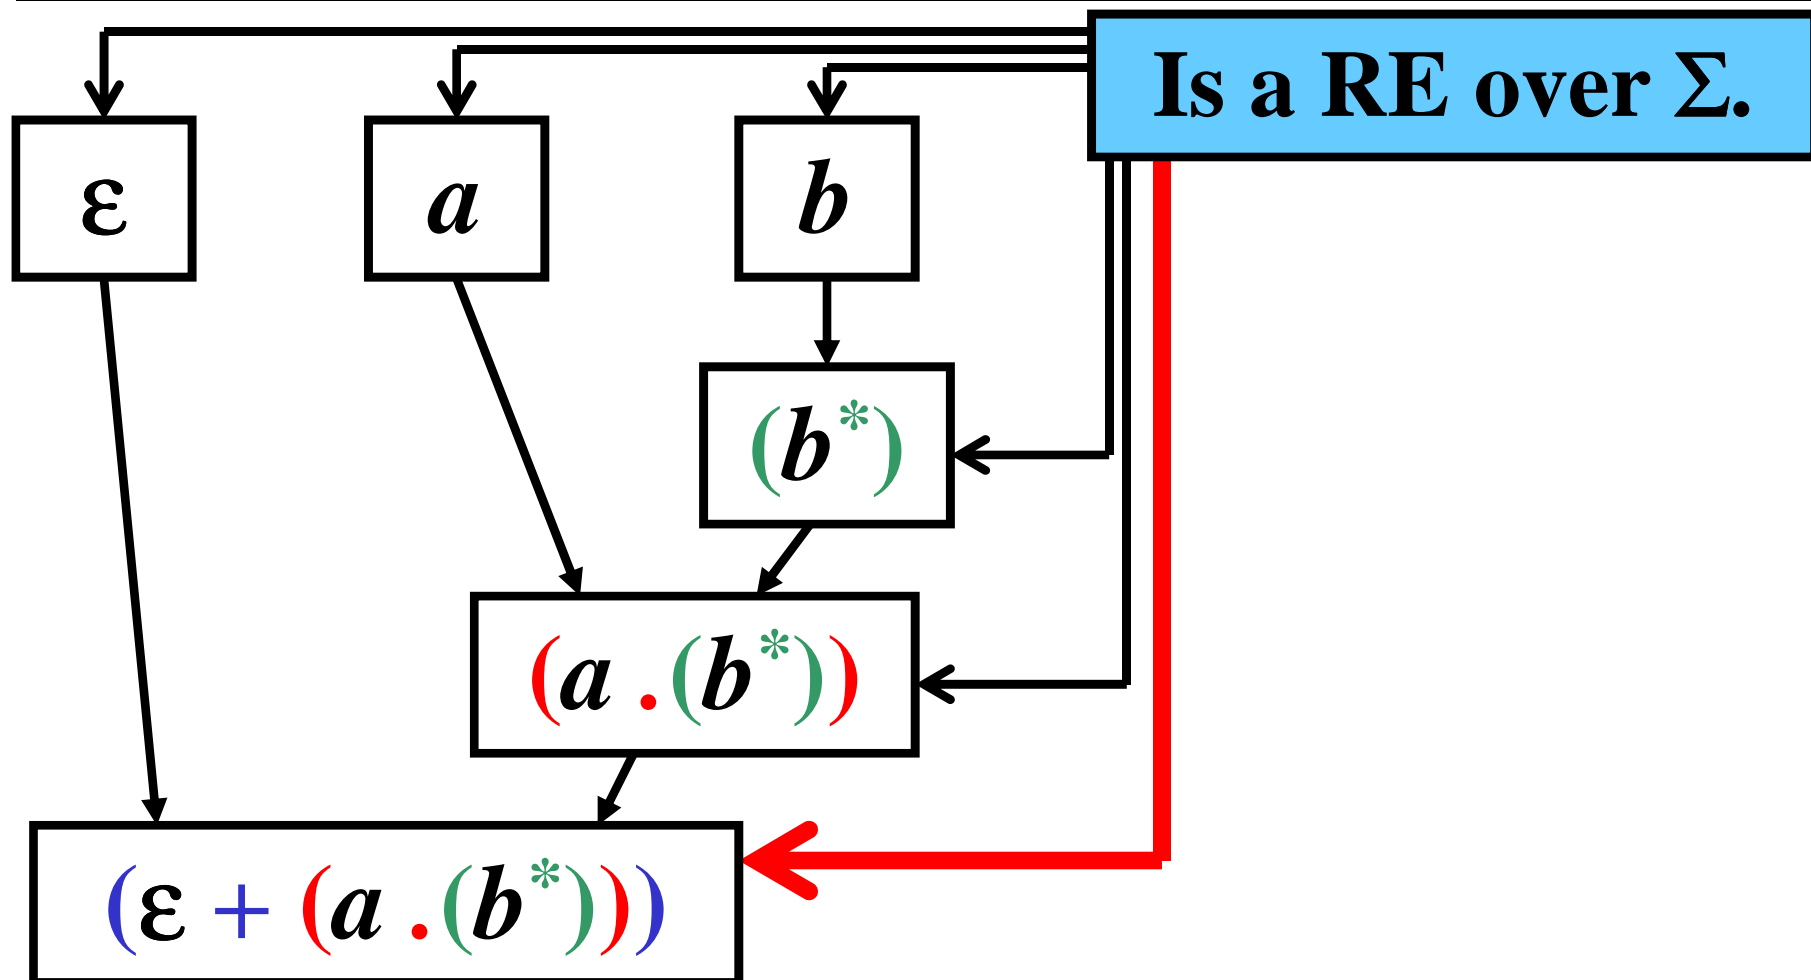 Is a RE over Σ.
ε
a
b
(b*)
(a .(b*))
(ε + (a .(b*)))